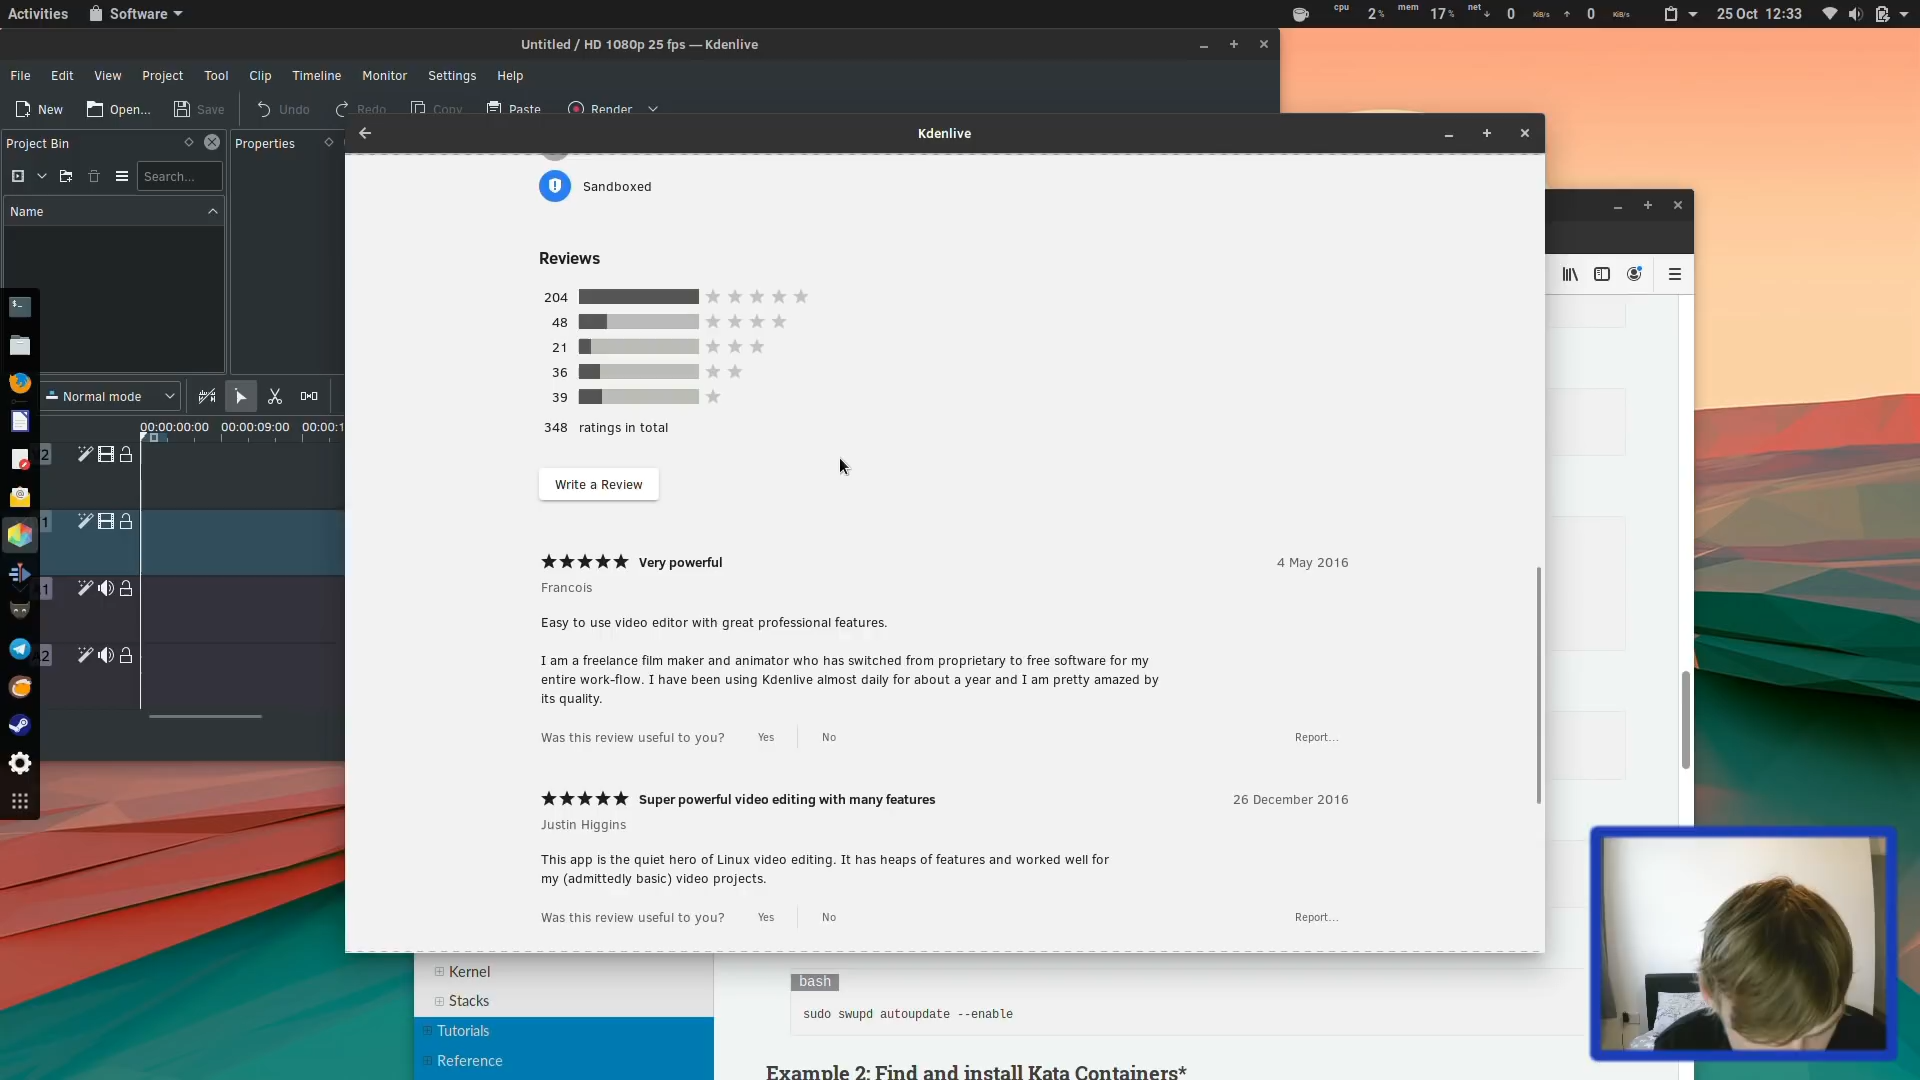 Activities Software cpu 2% mem 17% net 0 KiB/s 0 KiB/s 25 Oct 12:33
Untitled / HD 1080p 25 fps — Kdenlive
File Edit View Project Tool Clip Timeline Monitor Settings Help
New Open... Save Undo Redo Copy Paste Render
Project Bin Properties
Search...
Name
Normal mode
00:00:00:00 00:00:09:00 00:00:1
2
1
1
A2
Kdenlive
Sandboxed
Reviews
204
48
21
36
39
348 ratings in total
Write a Review
Very powerful 4 May 2016
Francois
Easy to use video editor with great professional features.
I am a freelance film maker and animator who has switched from proprietary to free software for my
entire work-flow. I have been using Kdenlive almost daily for about a year and I am pretty amazed by
its quality.
Was this review useful to you? Yes No Report...
Super powerful video editing with many features 26 December 2016
Justin Higgins
This app is the quiet hero of Linux video editing. It has heaps of features and worked well for
my (admittedly basic) video projects.
Was this review useful to you? Yes No Report...
Kernel
Stacks
Tutorials
Reference
bash
sudo swupd autoupdate --enable
Example 2: Find and install Kata Containers*